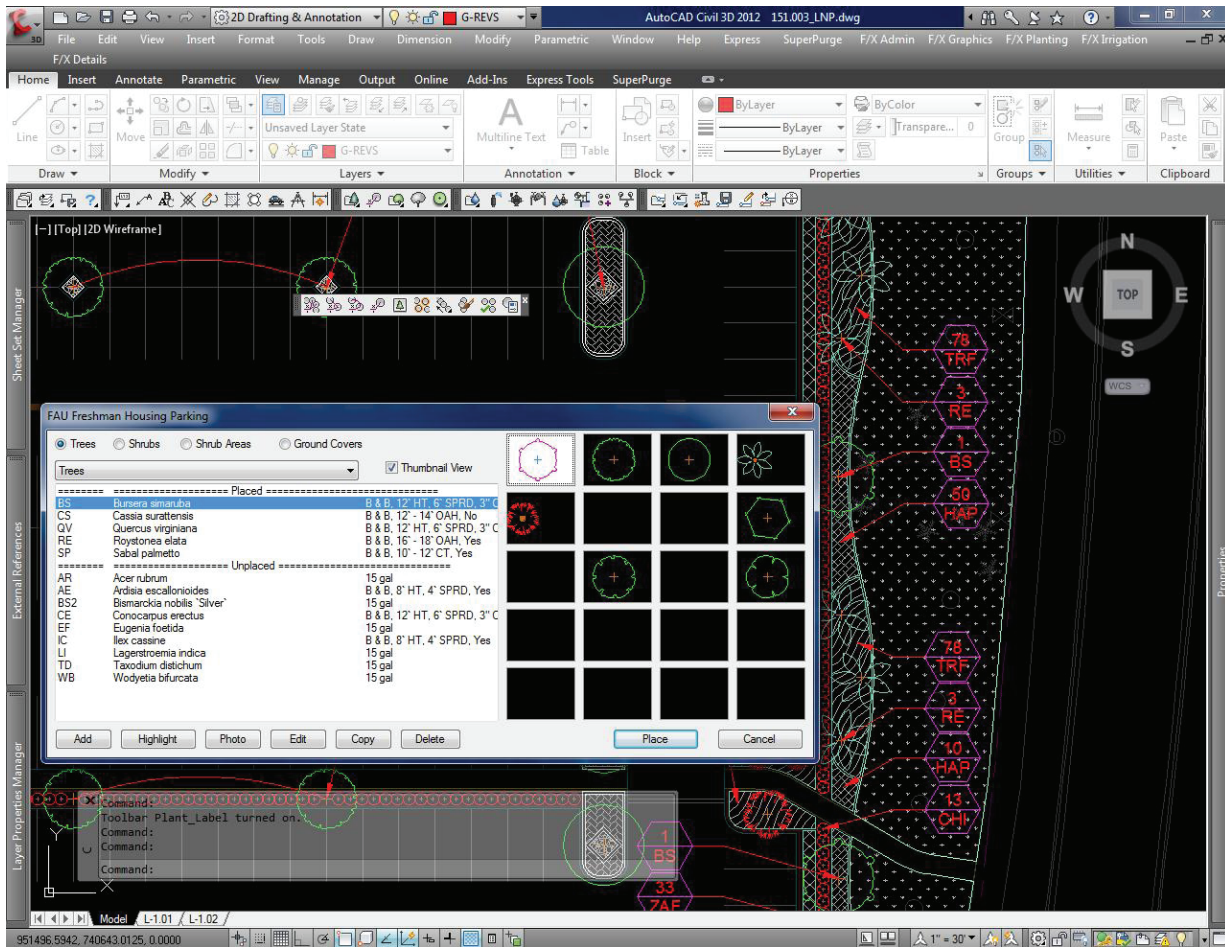 2D Drafting & Annotation G-REVS AutoCAD Civil 3D 2012 151.003_LNP.dwg
3D File Edit View Insert Format Tools Draw Dimension Modify Parametric Window Help Express SuperPurge F/X Admin F/X Graphics F/X Planting F/X Irrigation
F/X Details
Home Insert Annotate Parametric View Manage Output Online Add-Ins Express Tools SuperPurge
Line Move Unsaved Layer State Multiline Text Insert ByLayer ByColor Group Measure Paste
ByLayer Transpare... 0
G-REVS Table ByLayer
Draw Modify Layers Annotation Block Properties Groups Utilities Clipboard
[−] [Top] [2D Wireframe]
N
W TOP E
S
WCS
Sheet Set Manager
External References
Layer Properties Manager
Properties
78
TRF
3
RE
1
BS
50
HAP
78
TRF
3
RE
10
HAP
13
CHI
1
BS
33
ZAF
FAU Freshman Housing Parking
Trees Shrubs Shrub Areas Ground Covers
Trees Thumbnail View
======== ==================== Placed ==============================
BS Bursera simaruba B & B, 12` HT, 6` SPRD, 3" C
CS Cassia surattensis B & B, 12` - 14` OAH, No
QV Quercus virginiana B & B, 12` HT, 6` SPRD, 3" C
RE Roystonea elata B & B, 16` - 18` OAH, Yes
SP Sabal palmetto B & B, 10` - 12` CT, Yes
======== ==================== Unplaced ==============================
AR Acer rubrum 15 gal
AE Ardisia escallonioides B & B, 8` HT, 4` SPRD, Yes
BS2 Bismarckia nobilis `Silver` 15 gal
CE Conocarpus erectus B & B, 12` HT, 6` SPRD, 3" C
EF Eugenia foetida 15 gal
IC Ilex cassine B & B, 8` HT, 4` SPRD, Yes
LI Lagerstroemia indica 15 gal
TD Taxodium distichum 15 gal
WB Wodyetia bifurcata 15 gal
Add Highlight Photo Edit Copy Delete Place Cancel
Command:
Toolbar Plant_Label turned on.
Command:
Command:
Command:
Y
X
Model L-1.01 L-1.02
951496.5942, 740643.0125, 0.0000 1" = 30'